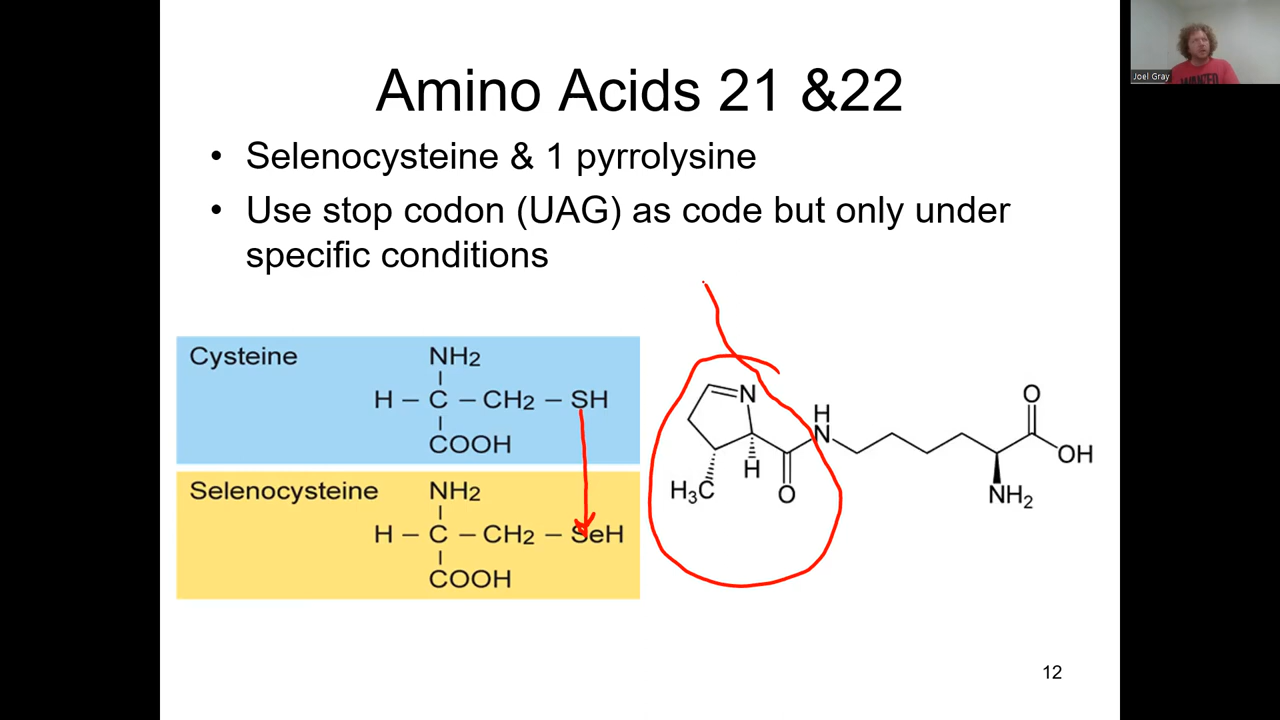 Amino Acids 21 &22
• Selenocysteine & 1 pyrrolysine
• Use stop codon (UAG) as code but only under
specific conditions
Cysteine
NH2
H – C – CH2 – SH
COOH
Selenocysteine
NH2
H – C – CH2 – SeH
COOH
N
H
N
H
H3C
O
O
OH
NH2
12
Joel Gray
WANTED